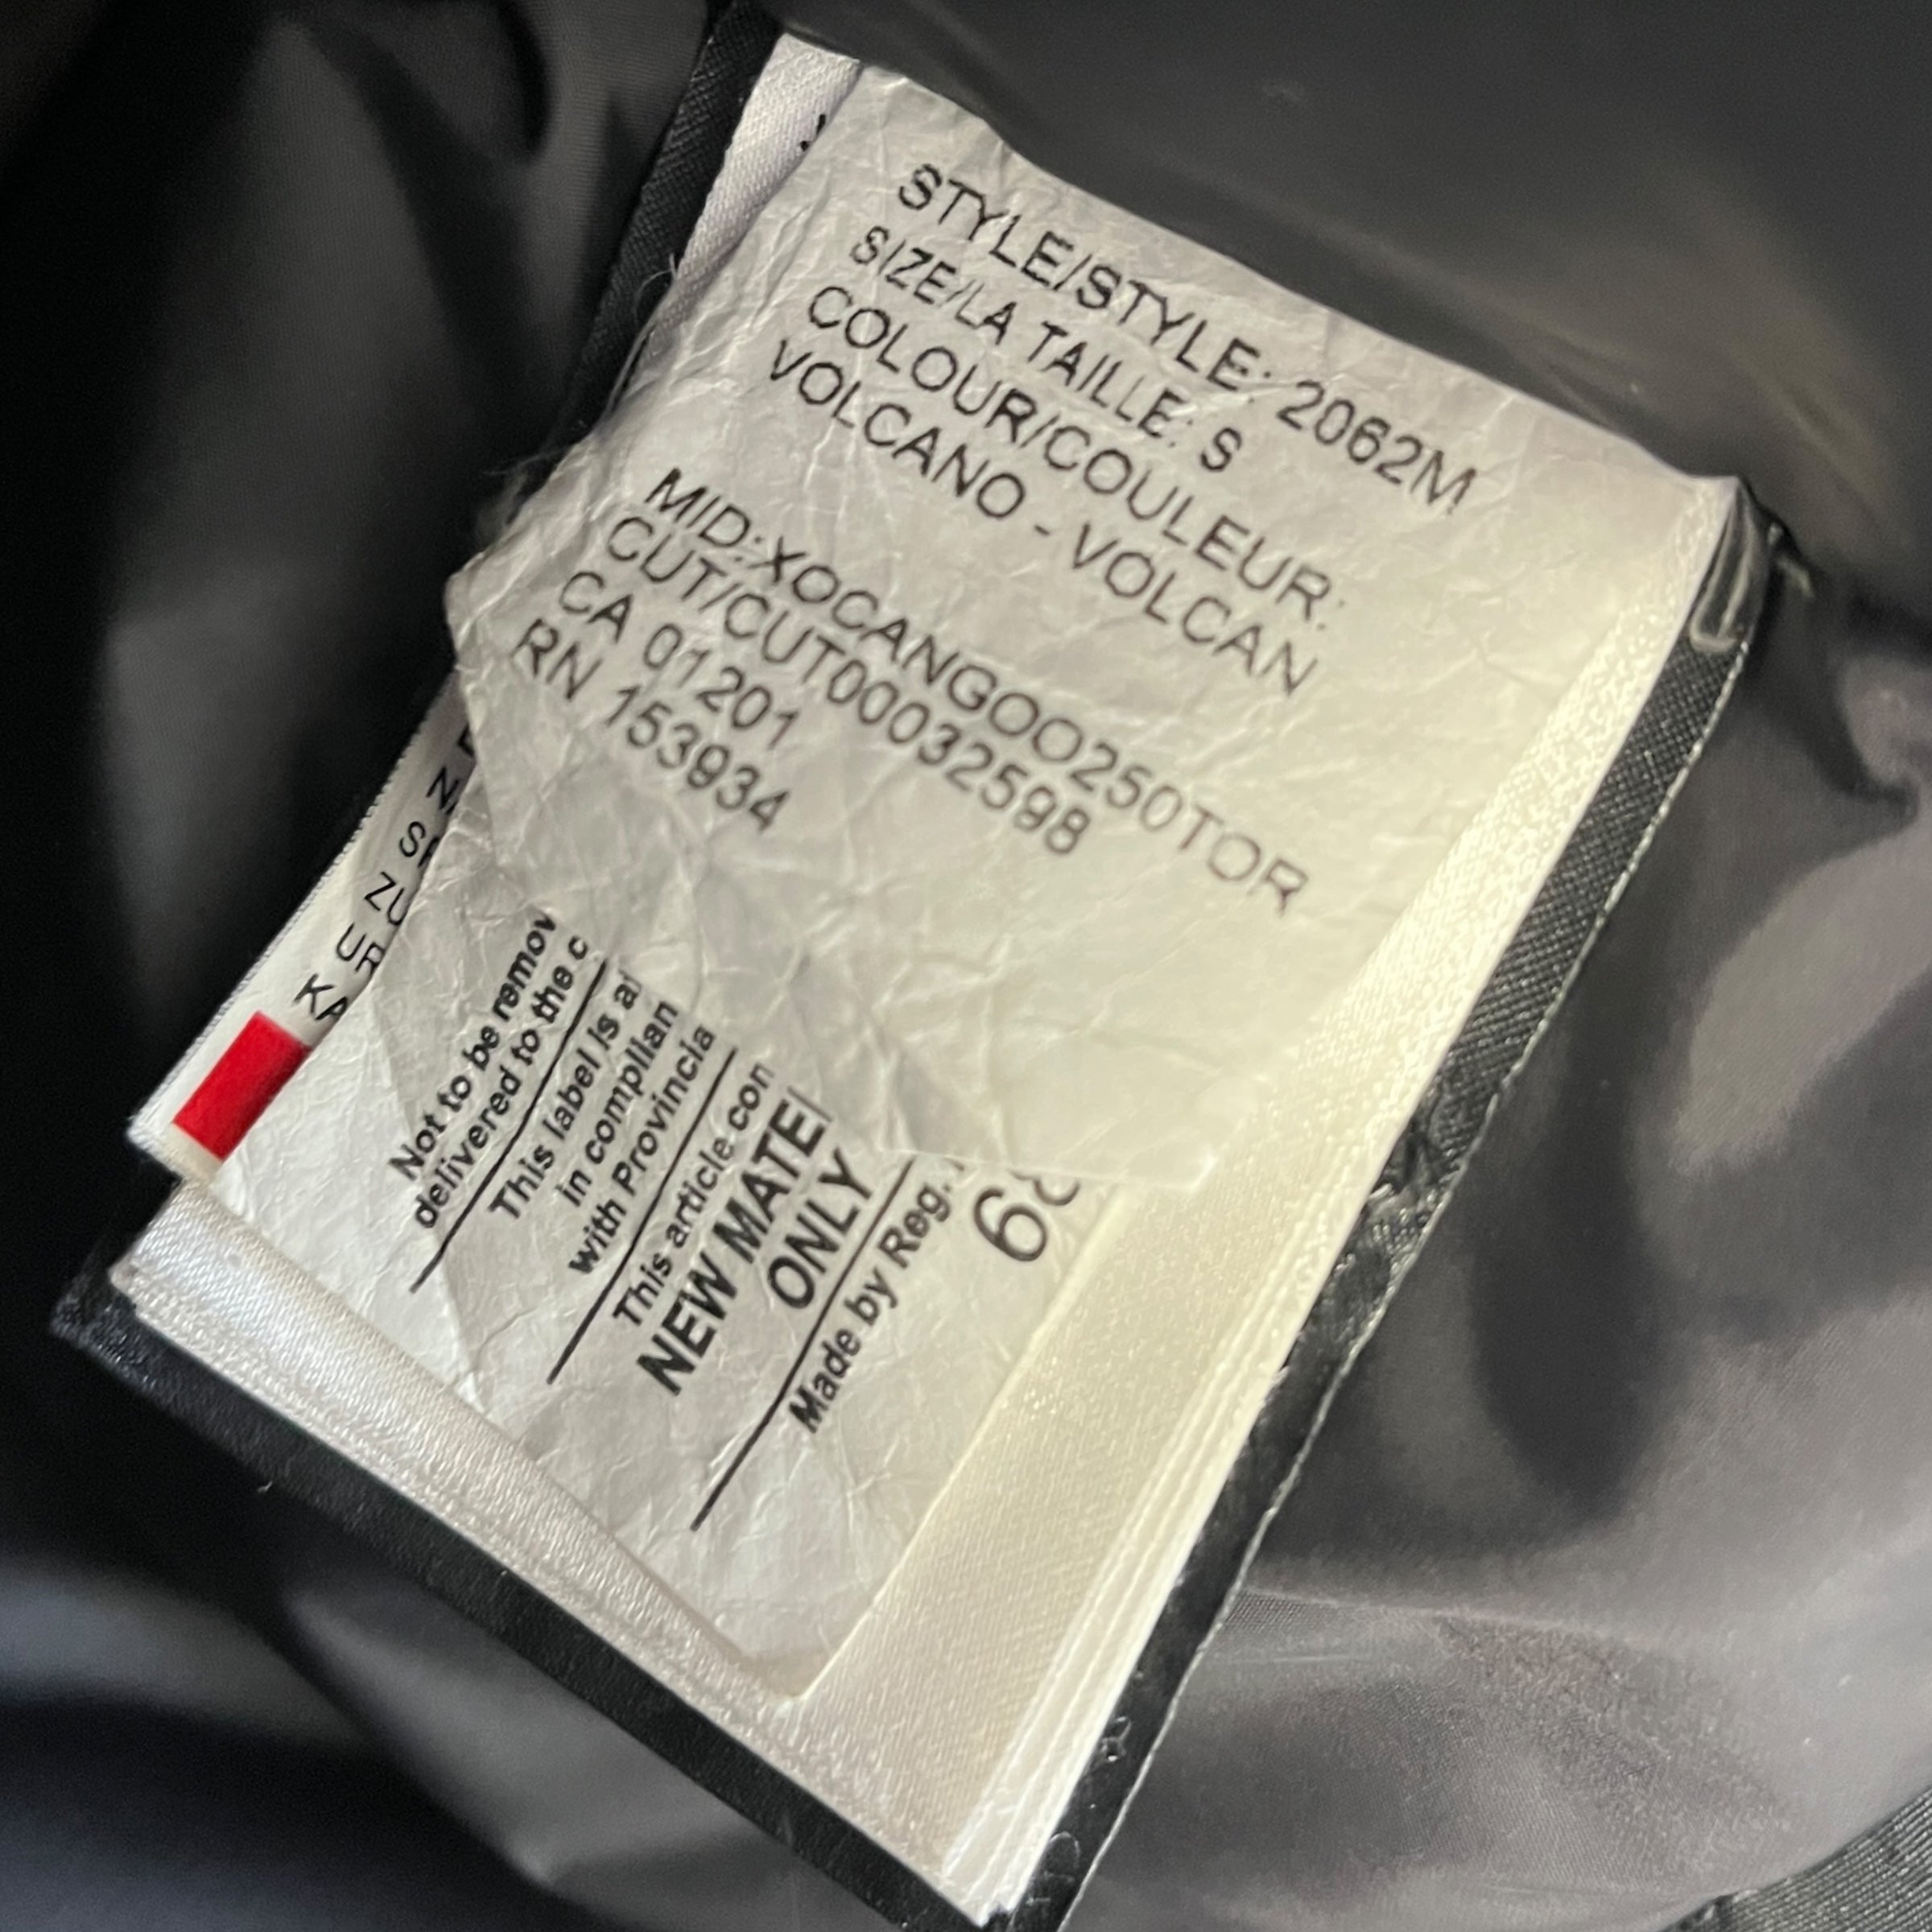 STYLE/STYLE: 2062M
SIZE/LA TAILLE: S
COLOUR/COULEUR:
VOLCANO - VOLCAN
MID:XOCANGOO250TOR
CUT/CUT00032598
CA 01201
RN 153934
Not to be remov
delivered to the c
This label is a
in complian
with Provincia
This article con
NEW MATE
ONLY
Made by Reg.